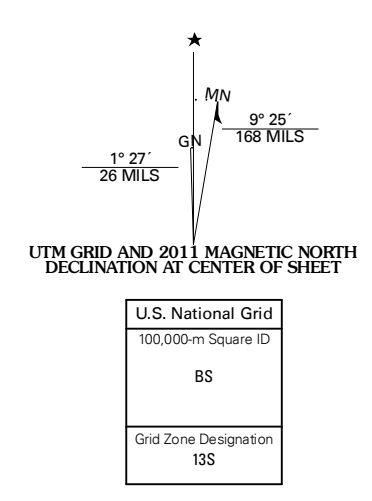 ★
MN
9° 25´
168 MILS
GN
1° 27´
26 MILS
UTM GRID AND 2011 MAGNETIC NORTH
DECLINATION AT CENTER OF SHEET
U.S. National Grid
100,000-m Square ID
BS
Grid Zone Designation
13S